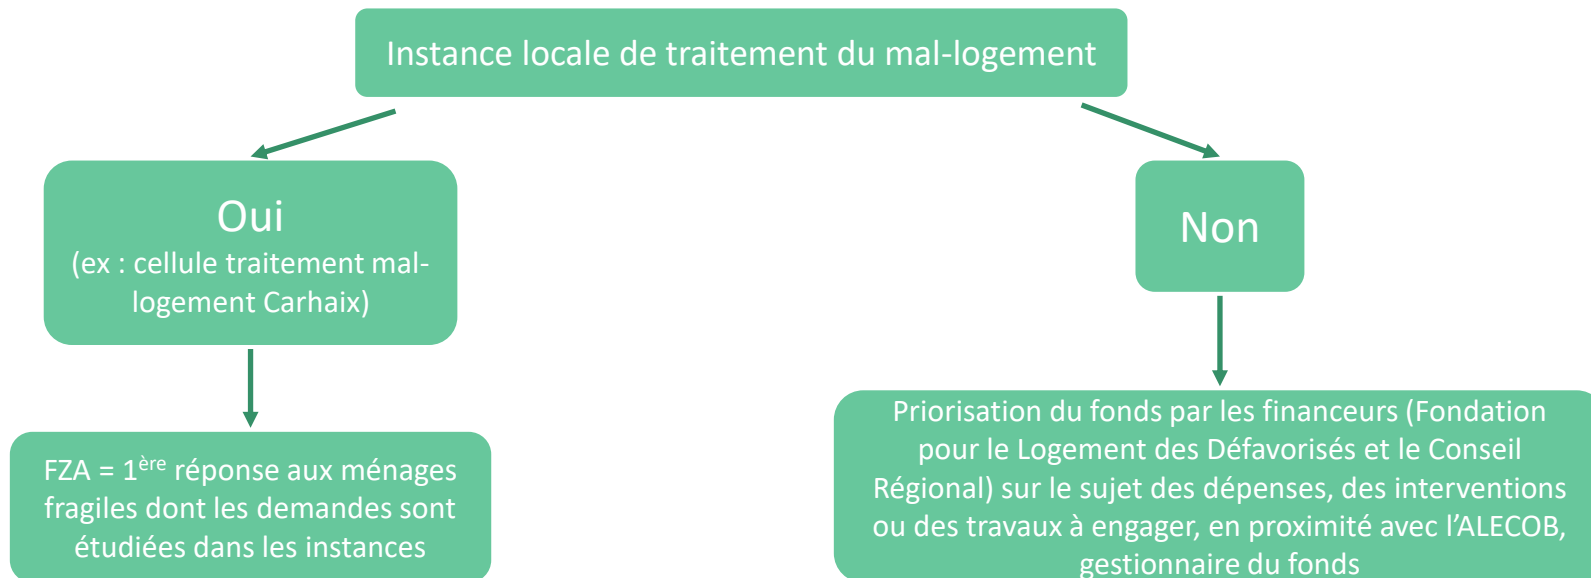 Instance locale de traitement du mal-logement
Oui
(ex : cellule traitement mal-
logement Carhaix)
Non
FZA = 1ère réponse aux ménages
fragiles dont les demandes sont
étudiées dans les instances
Priorisation du fonds par les financeurs (Fondation
pour le Logement des Défavorisés et le Conseil
Régional) sur le sujet des dépenses, des interventions
ou des travaux à engager, en proximité avec l’ALECOB,
gestionnaire du fonds